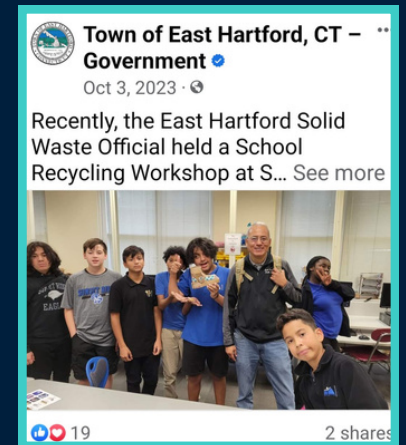 Town of East Hartford, CT –
Government
Oct 3, 2023 ·
Recently, the East Hartford Solid
Waste Official held a School
Recycling Workshop at S... See more
EAGLE
19
2 shares